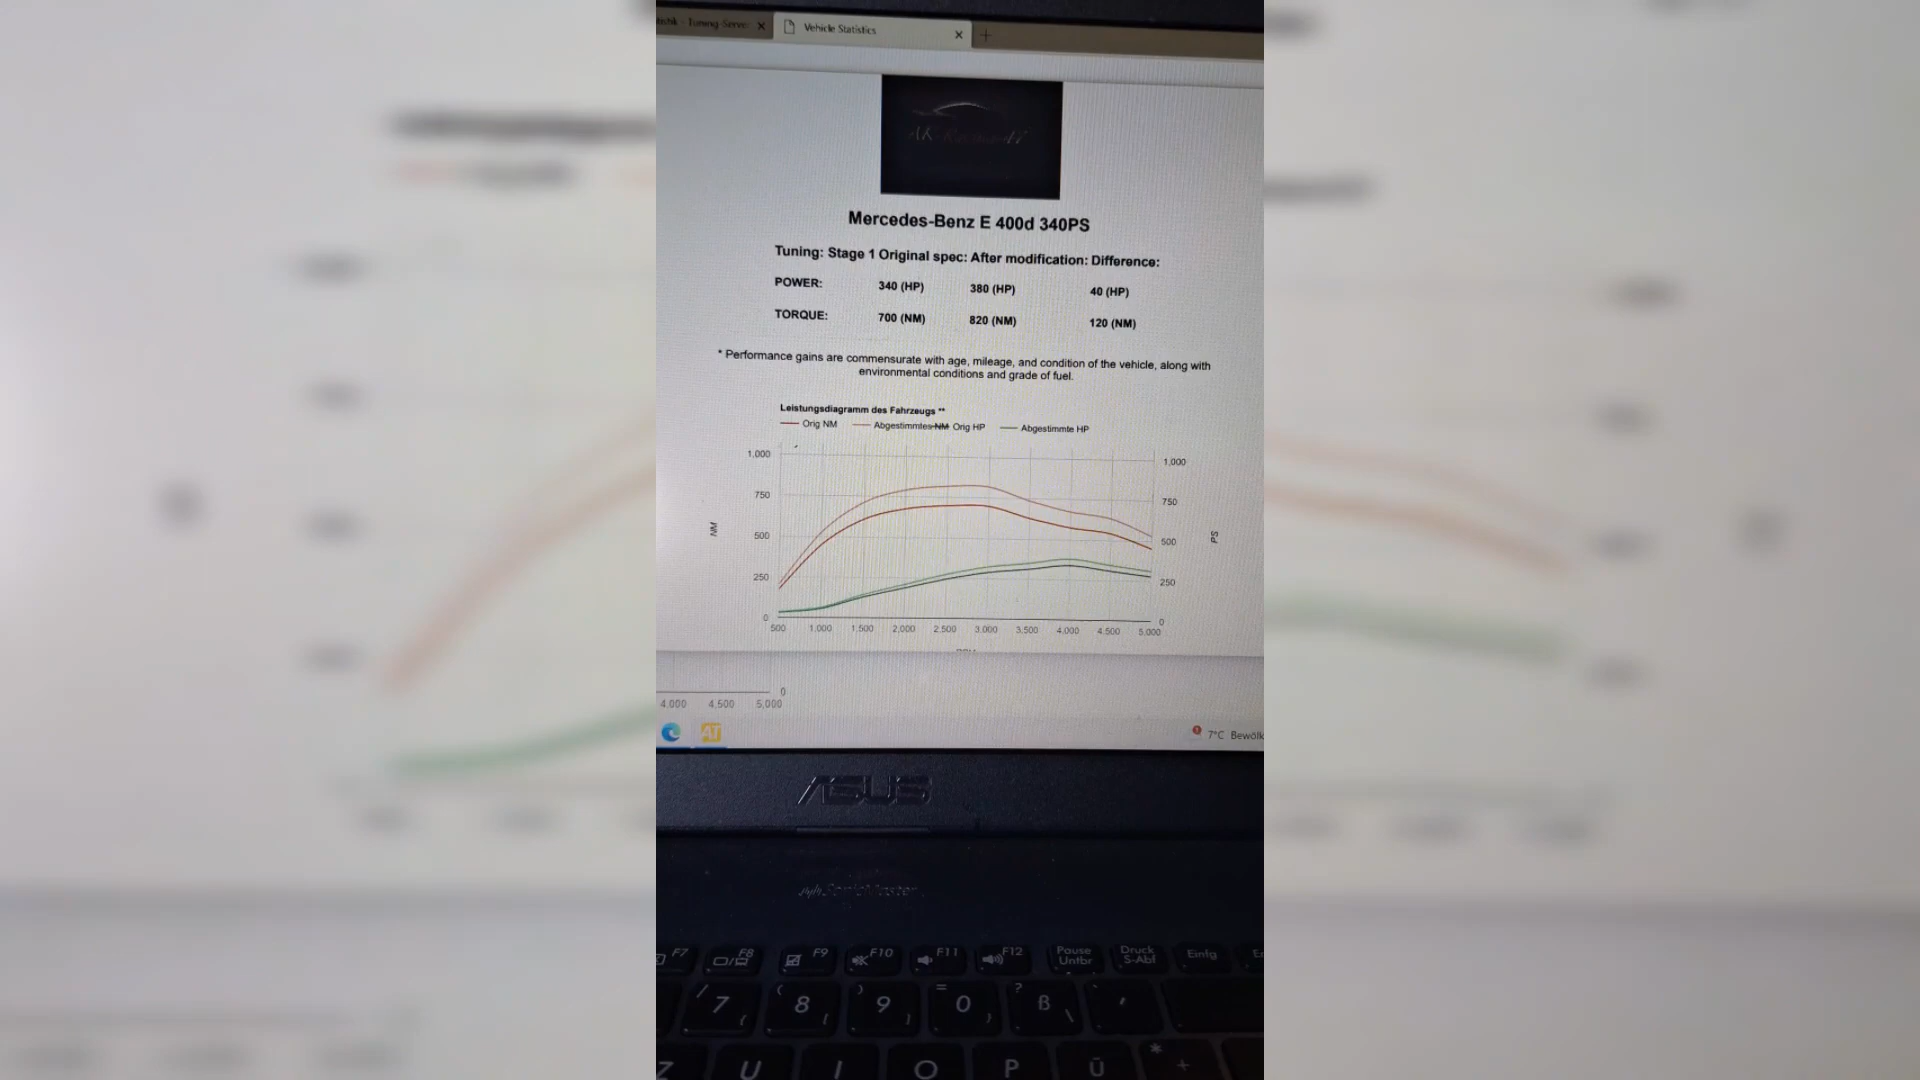 Tuning-Serve
Vehicle Statistics
Mercedes-Benz E 400d 340PS
Tuning: Stage 1 Original spec: After modification: Difference:
POWER: 340 (HP) 380 (HP) 40 (HP)
TORQUE: 700 (NM) 820 (NM) 120 (NM)
* Performance gains are commensurate with age, mileage, and condition of the vehicle, along with
environmental conditions and grade of fuel.
Leistungsdiagramm des Fahrzeugs **
Orig NM Abgestimmtes NM Orig HP Abgestimmte HP
1,000 1,000
750 750
NM PS
500 500
250 250
0 0
500 1,000 1,500 2,000 2,500 3,000 3,500 4,000 4,500 5,000
0
4,000 4,500 5,000
AT 7°C Bewölk
ASUS
SonicMaster
F7 F8 F9 F10 F11 F12 Pause Untbr Druck S-Abf Einfg
/ 7 { ( 8 [ ) 9 ] = 0 } ? ß \ ` ´
Z U I O P Ü * +